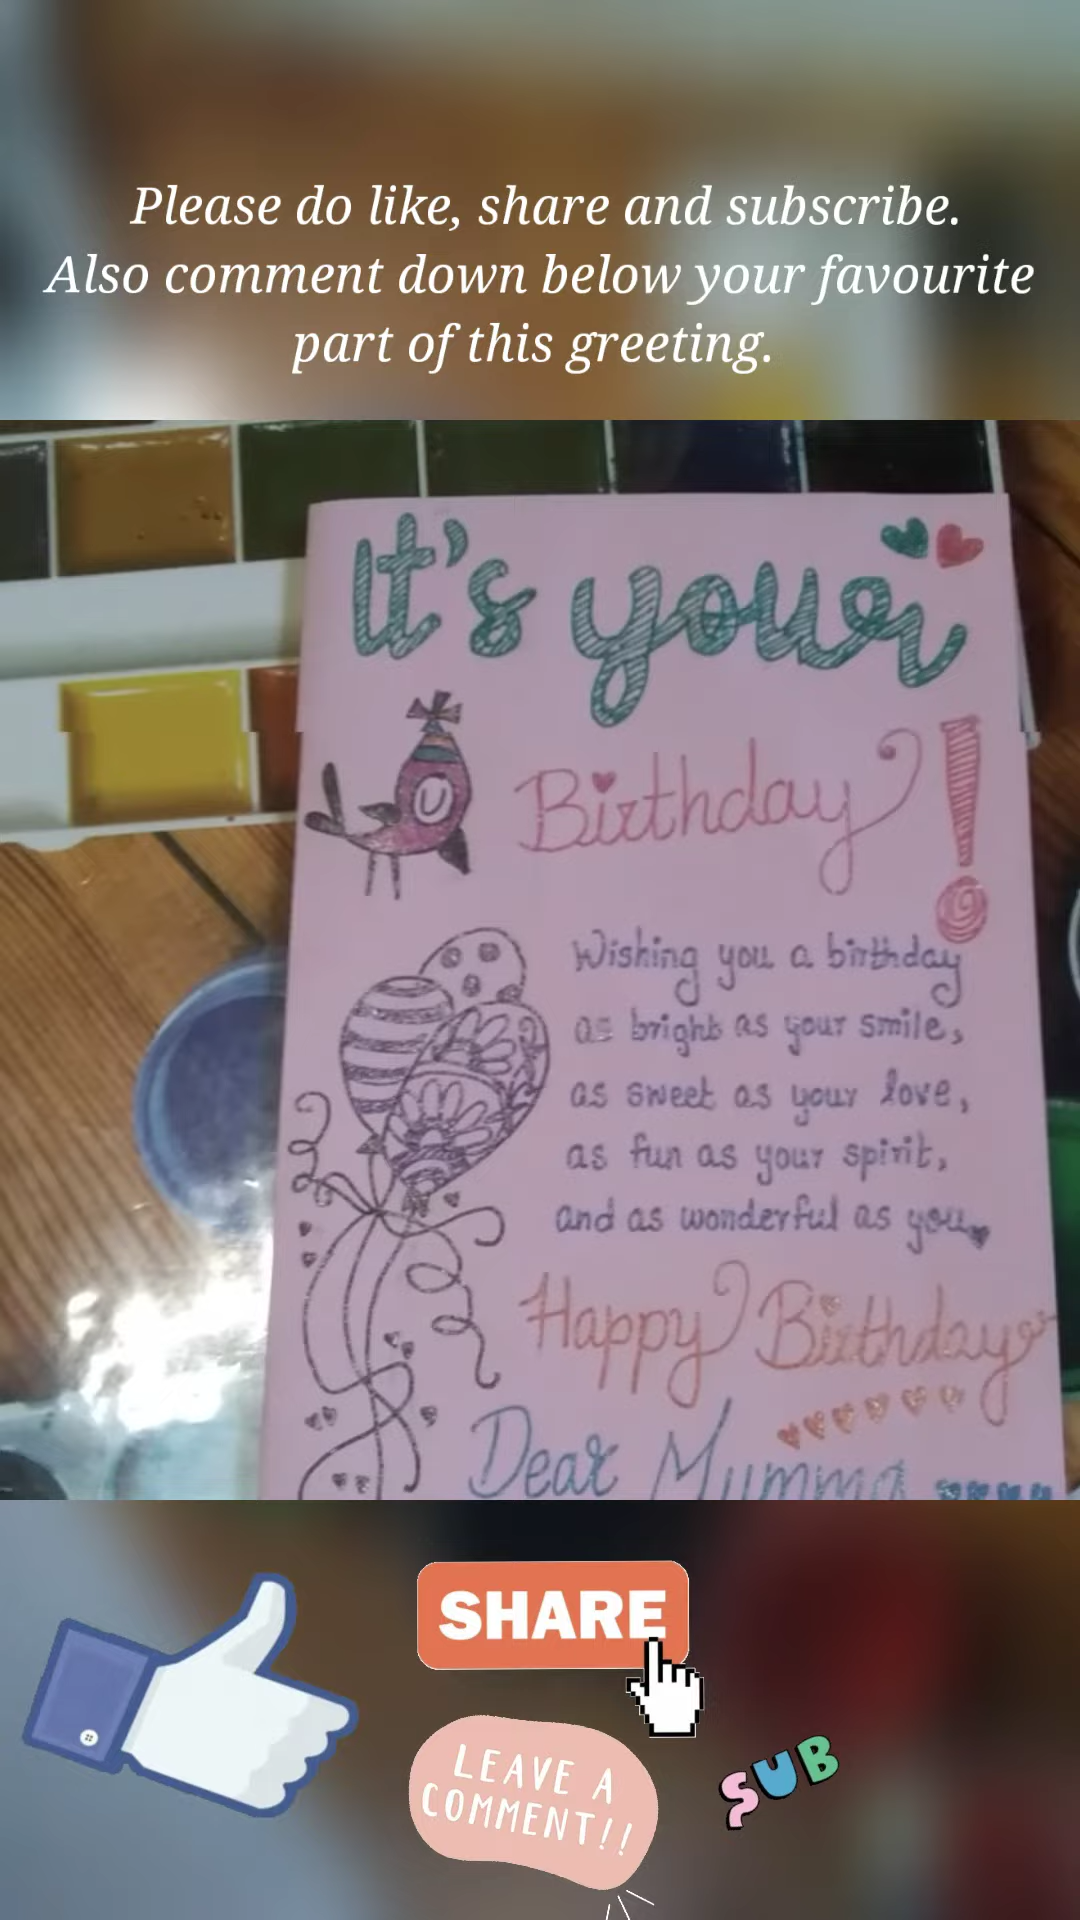 Please do like, share and subscribe.
Also comment down below your favourite
part of this greeting.
It's your
Birthday !
Wishing you a birthday
as bright as your smile,
as sweet as your love,
as fun as your spirit,
and as wonderful as you
Happy Birthday
Dear Mumma
SHARE
LEAVE A
COMMENT!!
SUB